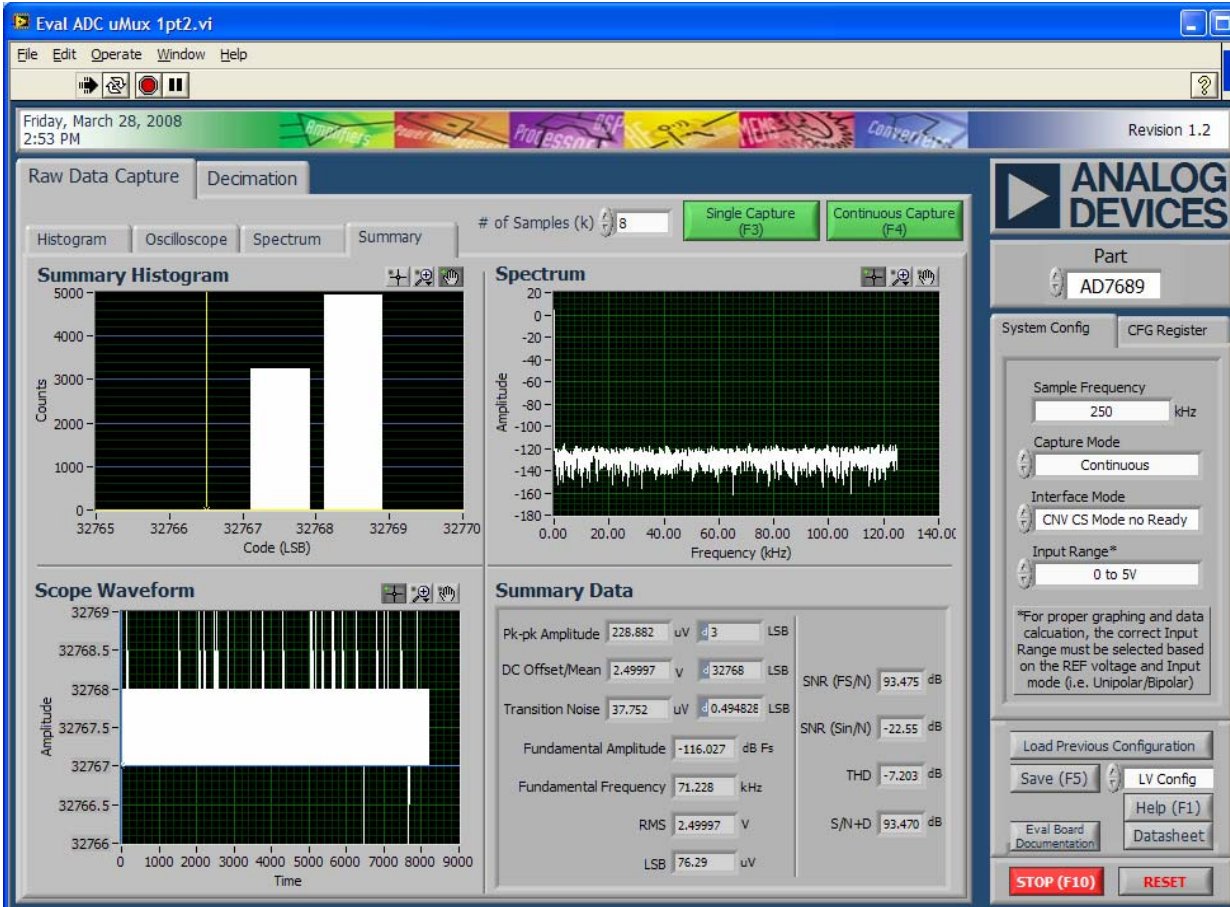 Eval ADC uMux 1pt2.vi
File Edit Operate Window Help
Friday, March 28, 2008
2:53 PM
Amplifiers
Power Management
Processors
DSP
RF
MEMS
Converters
Revision 1.2
Raw Data Capture
Decimation
# of Samples (k) 8
Single Capture
(F3)
Continuous Capture
(F4)
Histogram
Oscilloscope
Spectrum
Summary
Summary Histogram
5000
4000
3000
2000
1000
0
Counts
32765 32766 32767 32768 32769 32770
Code (LSB)
Spectrum
20
0
-20
-40
-60
-80
-100
-120
-140
-160
-180
Amplitude
0.00 20.00 40.00 60.00 80.00 100.00 120.00 140.00
Frequency (kHz)
Scope Waveform
32769
32768.5
32768
32767.5
32767
32766.5
32766
Amplitude
0 1000 2000 3000 4000 5000 6000 7000 8000 9000
Time
Summary Data
Pk-pk Amplitude 228.882 uV d 3 LSB
DC Offset/Mean 2.49997 V d 32768 LSB
Transition Noise 37.752 uV d 0.494828 LSB
Fundamental Amplitude -116.027 dB Fs
Fundamental Frequency 71.228 kHz
RMS 2.49997 V
LSB 76.29 uV
SNR (FS/N) 93.475 dB
SNR (Sin/N) -22.55 dB
THD -7.203 dB
S/N+D 93.470 dB
ANALOG
DEVICES
Part
AD7689
System Config
CFG Register
Sample Frequency
250 kHz
Capture Mode
Continuous
Interface Mode
CNV CS Mode no Ready
Input Range*
0 to 5V
*For proper graphing and data
calcuation, the correct Input
Range must be selected based
on the REF voltage and Input
mode (i.e. Unipolar/Bipolar)
Load Previous Configuration
Save (F5)
LV Config
Help (F1)
Eval Board
Documentation
Datasheet
STOP (F10)
RESET